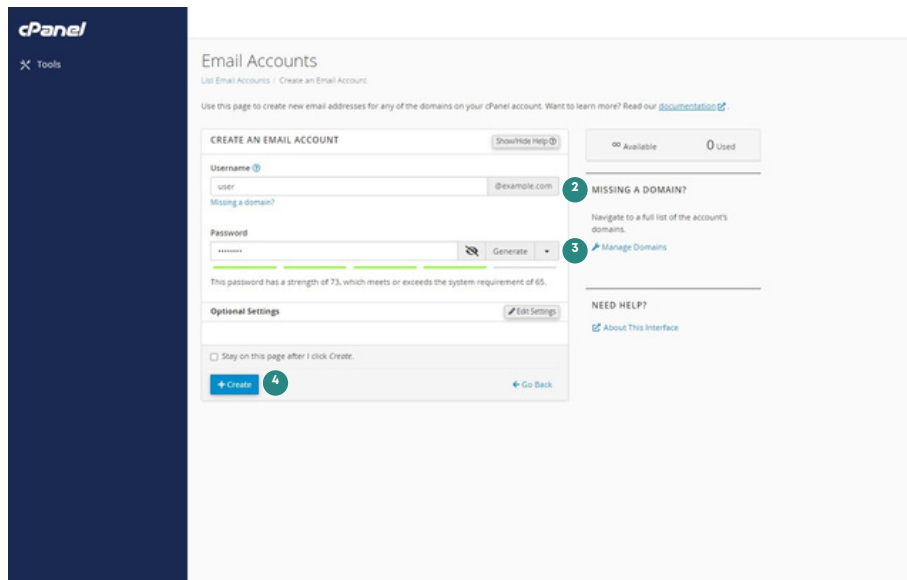 cPanel
Tools
Email Accounts
List Email Accounts / Create an Email Account
Use this page to create new email addresses for any of the domains on your cPanel account. Want to learn more? Read our documentation.
CREATE AN EMAIL ACCOUNT
Show/Hide Help
∞ Available
0 Used
Username
user
@example.com
2
Missing a domain?
MISSING A DOMAIN?
Navigate to a full list of the account's
domains.
Manage Domains
Password
........
Generate
3
This password has a strength of 73, which meets or exceeds the system requirement of 65.
Optional Settings
Edit Settings
NEED HELP?
About This Interface
Stay on this page after I click Create.
+ Create
4
Go Back